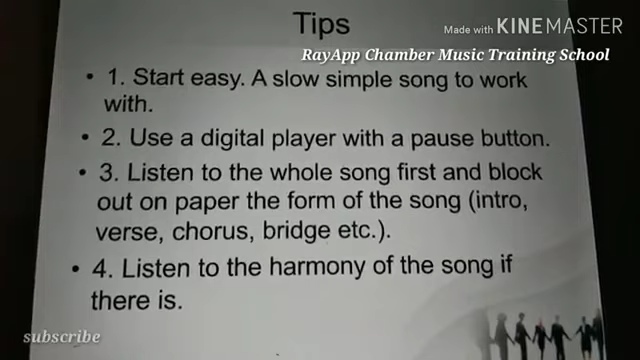 Tips
Made with KINEMASTER
RayApp Chamber Music Training School
• 1. Start easy. A slow simple song to work
with.
• 2. Use a digital player with a pause button.
• 3. Listen to the whole song first and block
out on paper the form of the song (intro,
verse, chorus, bridge etc.).
• 4. Listen to the harmony of the song if
there is.
subscribe